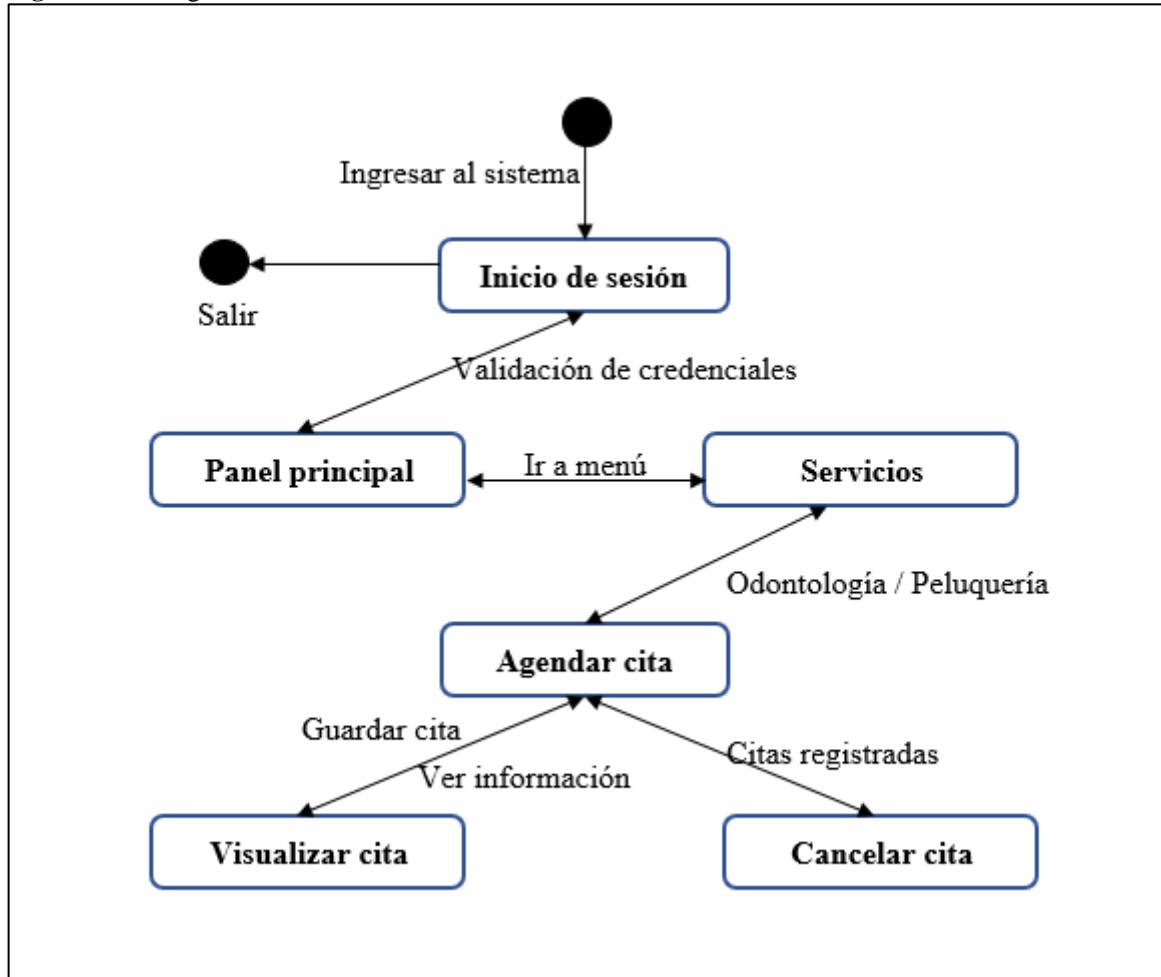 Ingresar al sistema
Inicio de sesión
Salir
Validación de credenciales
Panel principal
Ir a menú
Servicios
Odontología / Peluquería
Agendar cita
Guardar cita
Citas registradas
Ver información
Visualizar cita
Cancelar cita